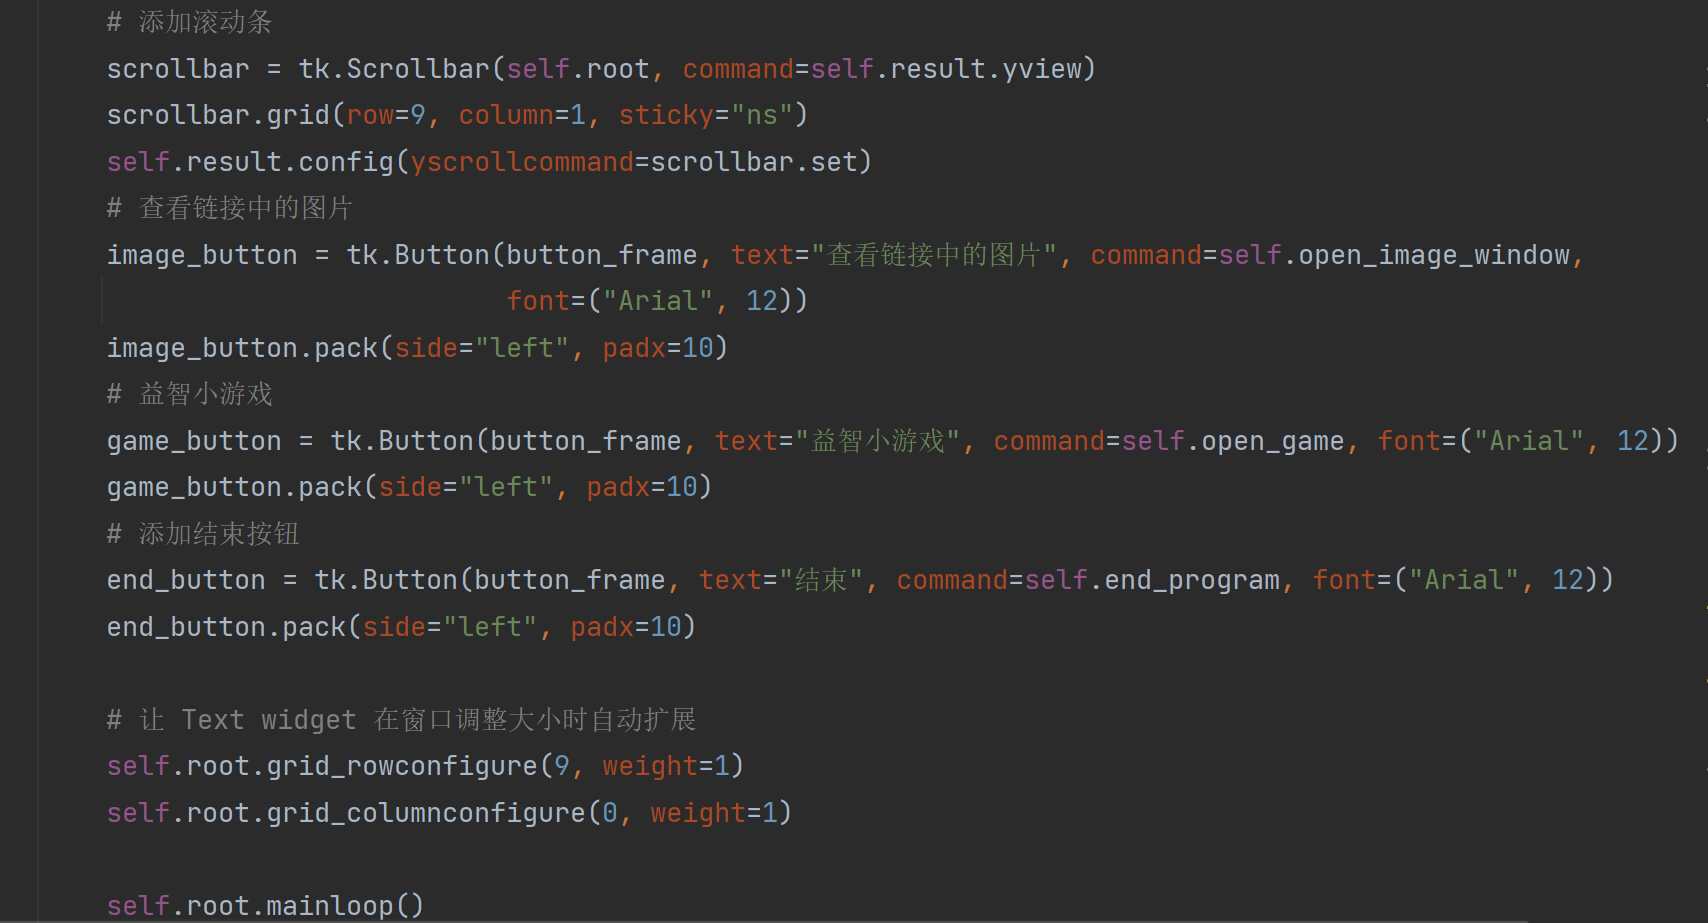 # 添加滚动条
scrollbar = tk.Scrollbar(self.root, command=self.result.yview)
scrollbar.grid(row=9, column=1, sticky="ns")
self.result.config(yscrollcommand=scrollbar.set)
# 查看链接中的图片
image_button = tk.Button(button_frame, text="查看链接中的图片", command=self.open_image_window,
font=("Arial", 12))
image_button.pack(side="left", padx=10)
# 益智小游戏
game_button = tk.Button(button_frame, text="益智小游戏", command=self.open_game, font=("Arial", 12))
game_button.pack(side="left", padx=10)
# 添加结束按钮
end_button = tk.Button(button_frame, text="结束", command=self.end_program, font=("Arial", 12))
end_button.pack(side="left", padx=10)
# 让 Text widget 在窗口调整大小时自动扩展
self.root.grid_rowconfigure(9, weight=1)
self.root.grid_columnconfigure(0, weight=1)
self.root.mainloop()